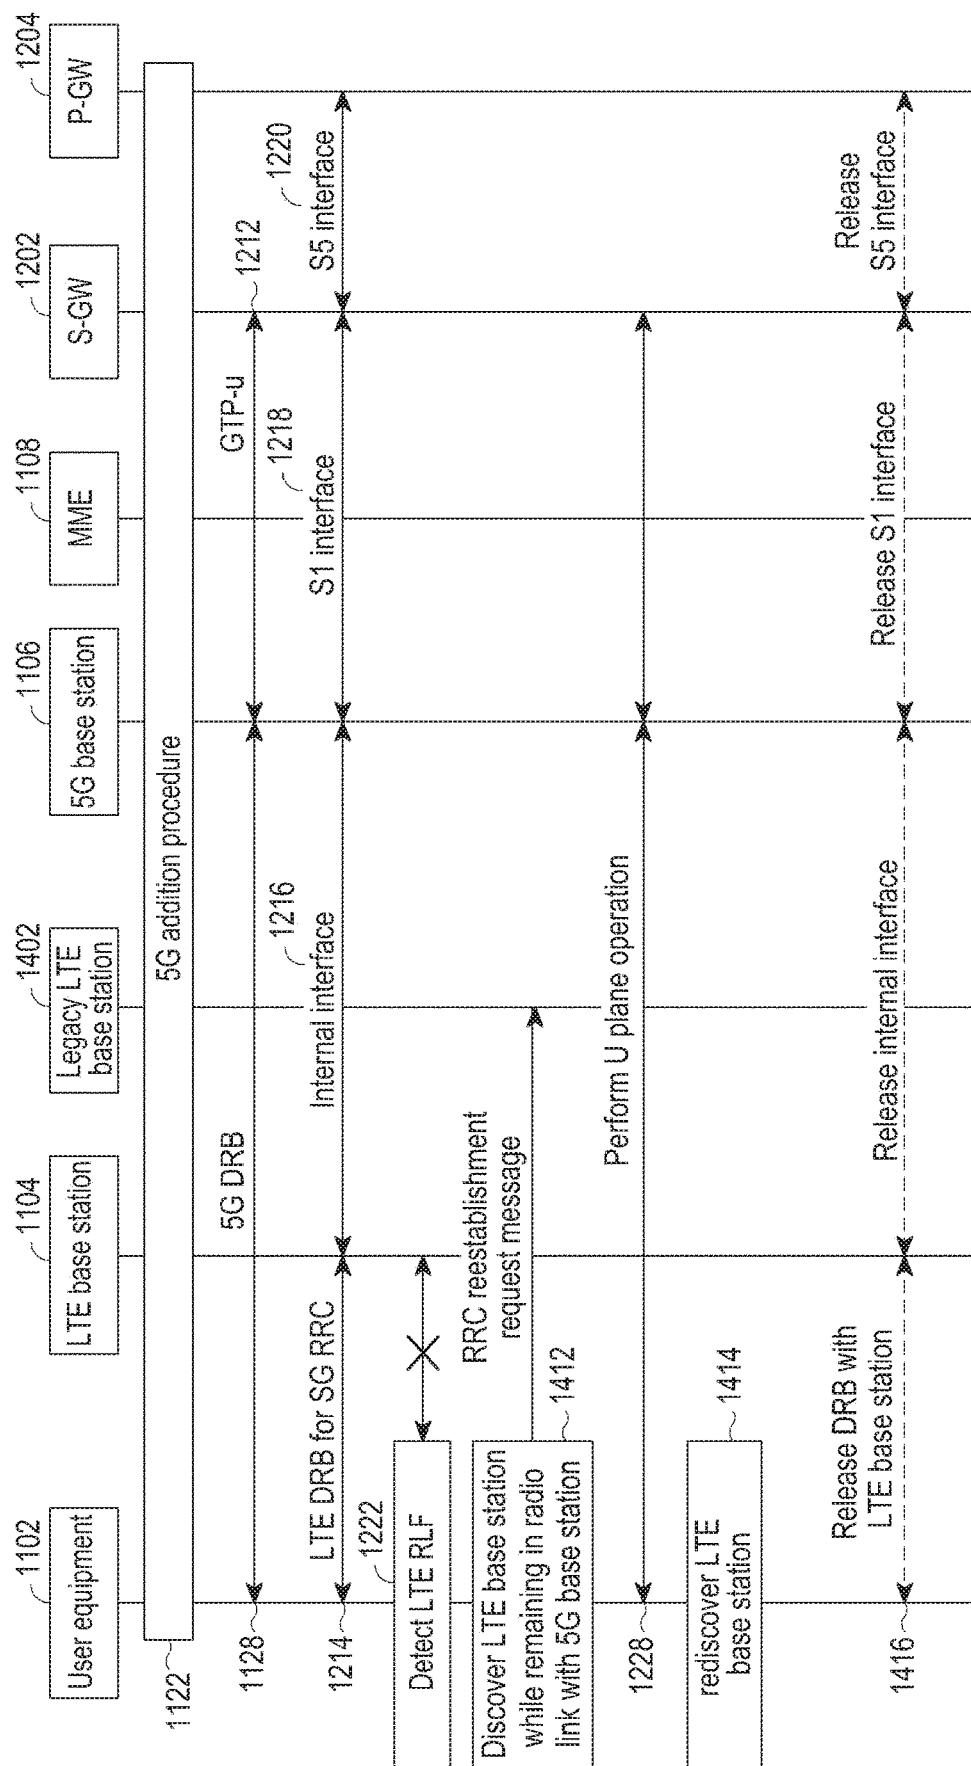 1102
User equipment
1104
LTE base station
1402
Legacy LTE
base station
1106
5G base station
1108
MME
1202
S-GW
1204
P-GW
1122
5G addition procedure
1128
5G DRB
GTP-u
1212
1214
LTE DRB for SG RRC
Internal interface
1216
S1 interface
1218
S5 interface
1220
1222
Detect LTE RLF
Discover LTE base station
while remaining in radio
link with 5G base station
1412
RRC reestablishment
request message
1228
Perform U plane operation
rediscover LTE
base station
1414
1416
Release DRB with
LTE base station
Release internal interface
Release S1 interface
Release
S5 interface